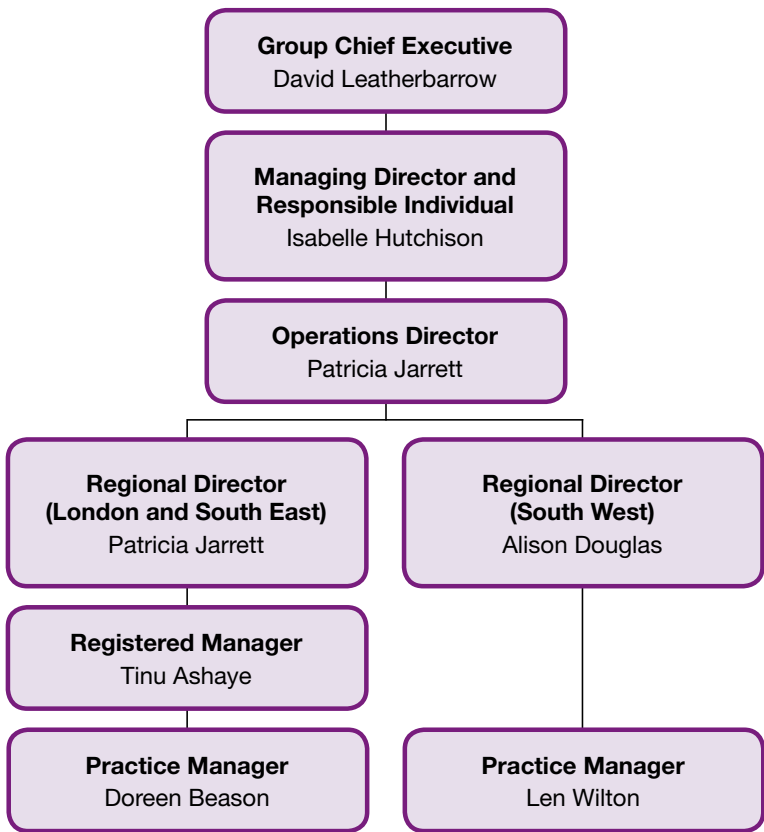 Group Chief Executive
David Leatherbarrow
Managing Director and
Responsible Individual
Isabelle Hutchison
Operations Director
Patricia Jarrett
Regional Director
(London and South East)
Patricia Jarrett
Regional Director
(South West)
Alison Douglas
Registered Manager
Tinu Ashaye
Practice Manager
Doreen Beason
Practice Manager
Len Wilton